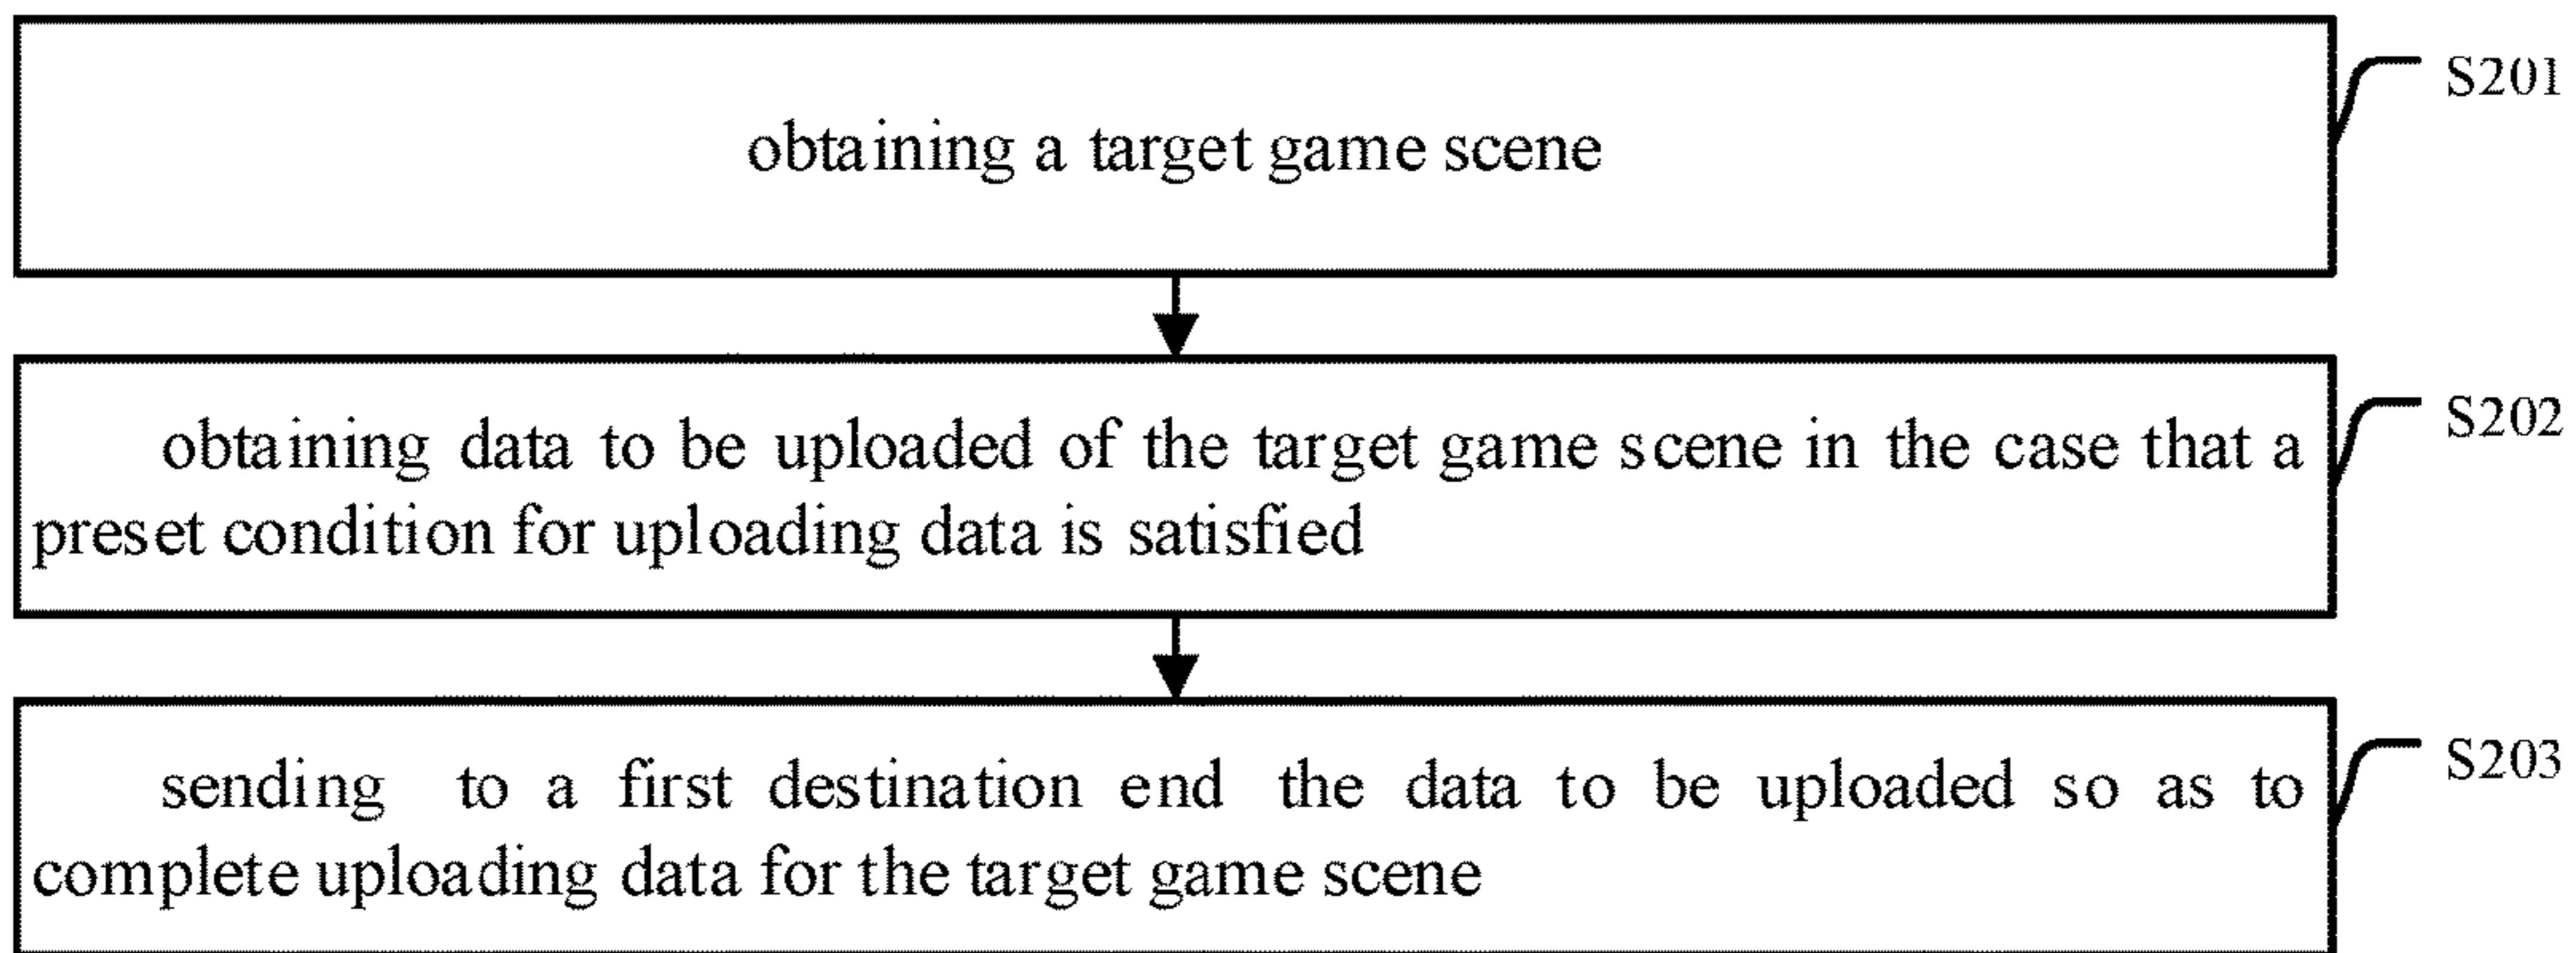 obtaining a target game scene
S201
obtaining data to be uploaded of the target game scene in the case that a
preset condition for uploading data is satisfied
S202
sending to a first destination end the data to be uploaded so as to
complete uploading data for the target game scene
S203